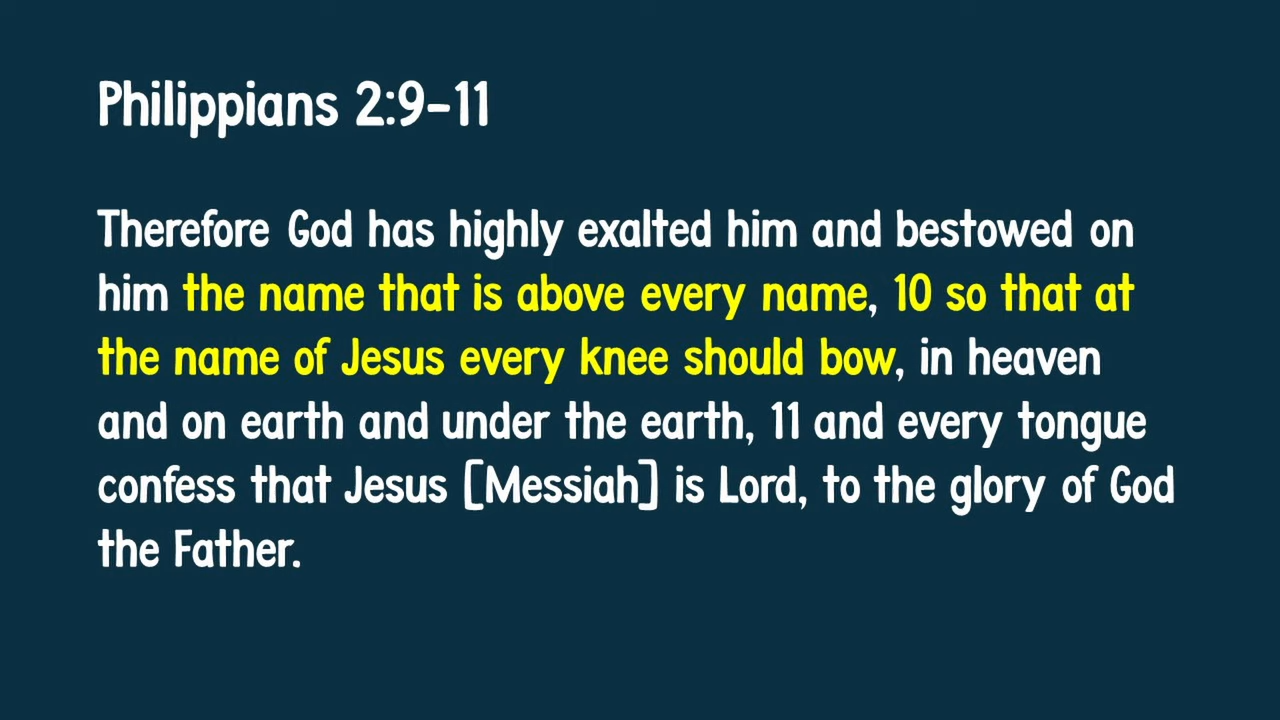 Philippians 2:9-11
Therefore God has highly exalted him and bestowed on
him the name that is above every name, 10 so that at
the name of Jesus every knee should bow, in heaven
and on earth and under the earth, 11 and every tongue
confess that Jesus [Messiah] is Lord, to the glory of God
the Father.